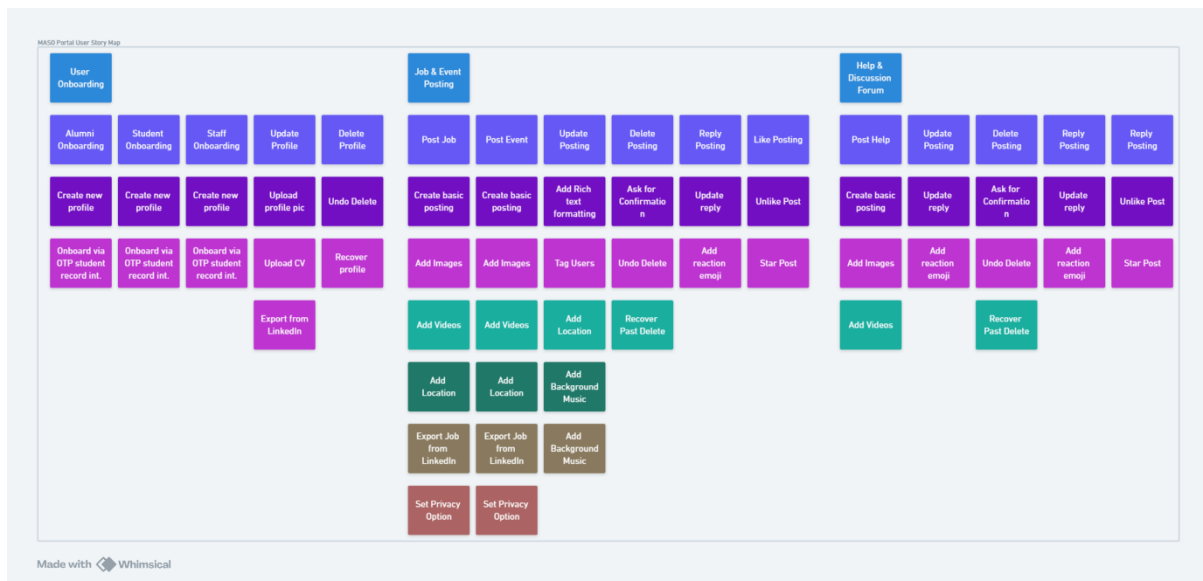 MASO Portal User Story Map
User
Onboarding
Job & Event
Posting
Help &
Discussion
Forum
Alumni
Onboarding
Student
Onboarding
Staff
Onboarding
Update
Profile
Delete
Profile
Post Job
Post Event
Update
Posting
Delete
Posting
Reply
Posting
Like Posting
Post Help
Update
Posting
Delete
Posting
Reply
Posting
Reply
Posting
Create new
profile
Create new
profile
Create new
profile
Upload
profile pic
Undo Delete
Create basic
posting
Create basic
posting
Add Rich
text
formatting
Ask for
Confirmatio
n
Update
reply
Unlike Post
Create basic
posting
Update
reply
Ask for
Confirmatio
n
Update
reply
Unlike Post
Onboard via
OTP student
record int.
Onboard via
OTP student
record int.
Onboard via
OTP student
record int.
Upload CV
Recover
profile
Add Images
Add Images
Tag Users
Undo Delete
Add
reaction
emoji
Star Post
Add Images
Add
reaction
emoji
Undo Delete
Add
reaction
emoji
Star Post
Export from
LinkedIn
Add Videos
Add Videos
Add
Location
Recover
Past Delete
Add Videos
Recover
Past Delete
Add
Location
Add
Location
Add
Background
Music
Export Job
from
LinkedIn
Export Job
from
LinkedIn
Add
Background
Music
Set Privacy
Option
Set Privacy
Option
Made with Whimsical